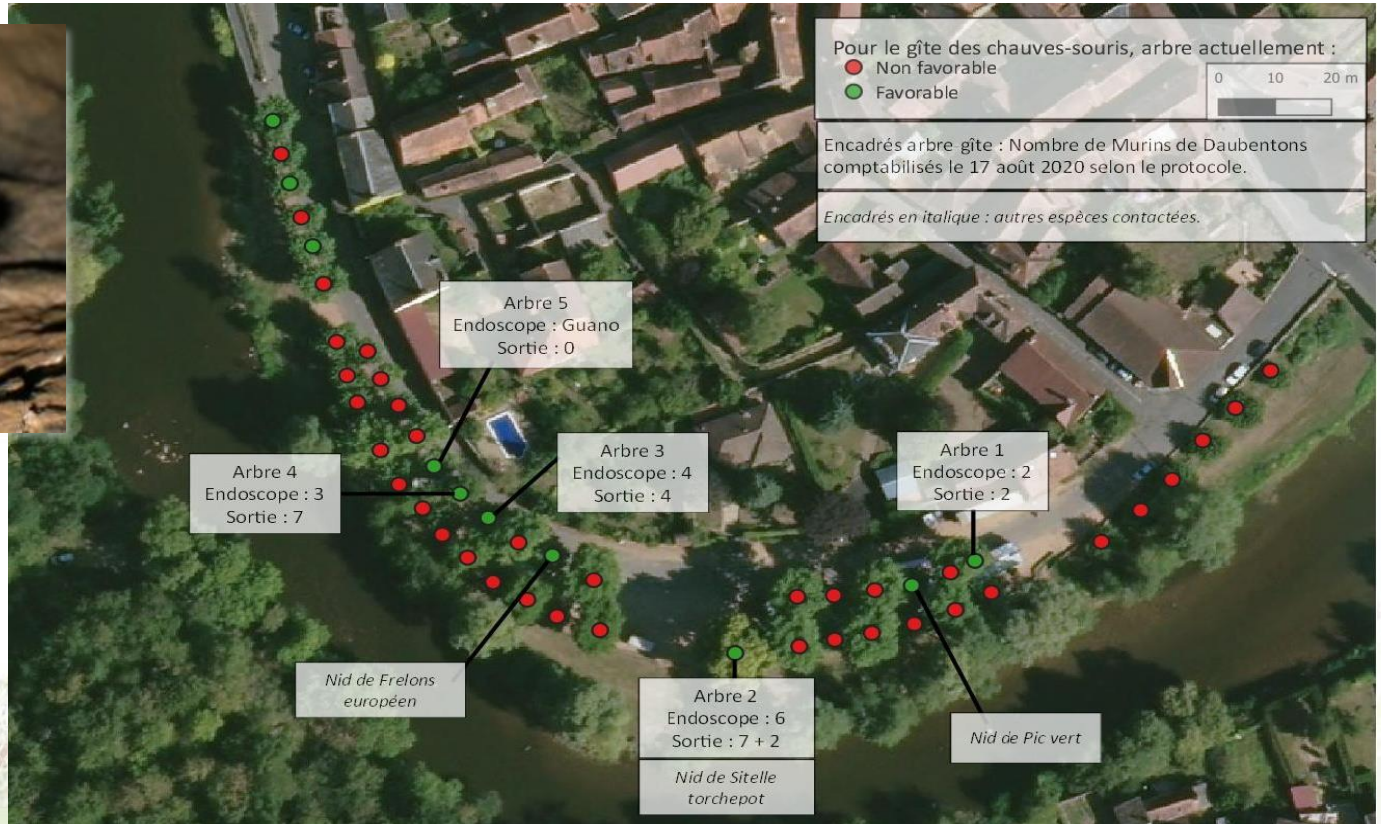 Pour le gîte des chauves-souris, arbre actuellement :
Non favorable
Favorable
0 10 20 m
Encadrés arbre gîte : Nombre de Murins de Daubentons
comptabilisés le 17 août 2020 selon le protocole.
Encadrés en italique : autres espèces contactées.
Arbre 5
Endoscope : Guano
Sortie : 0
Arbre 4
Endoscope : 3
Sortie : 7
Arbre 3
Endoscope : 4
Sortie : 4
Arbre 1
Endoscope : 2
Sortie : 2
Nid de Frelons
européen
Arbre 2
Endoscope : 6
Sortie : 7 + 2
Nid de Sitelle
torchepot
Nid de Pic vert